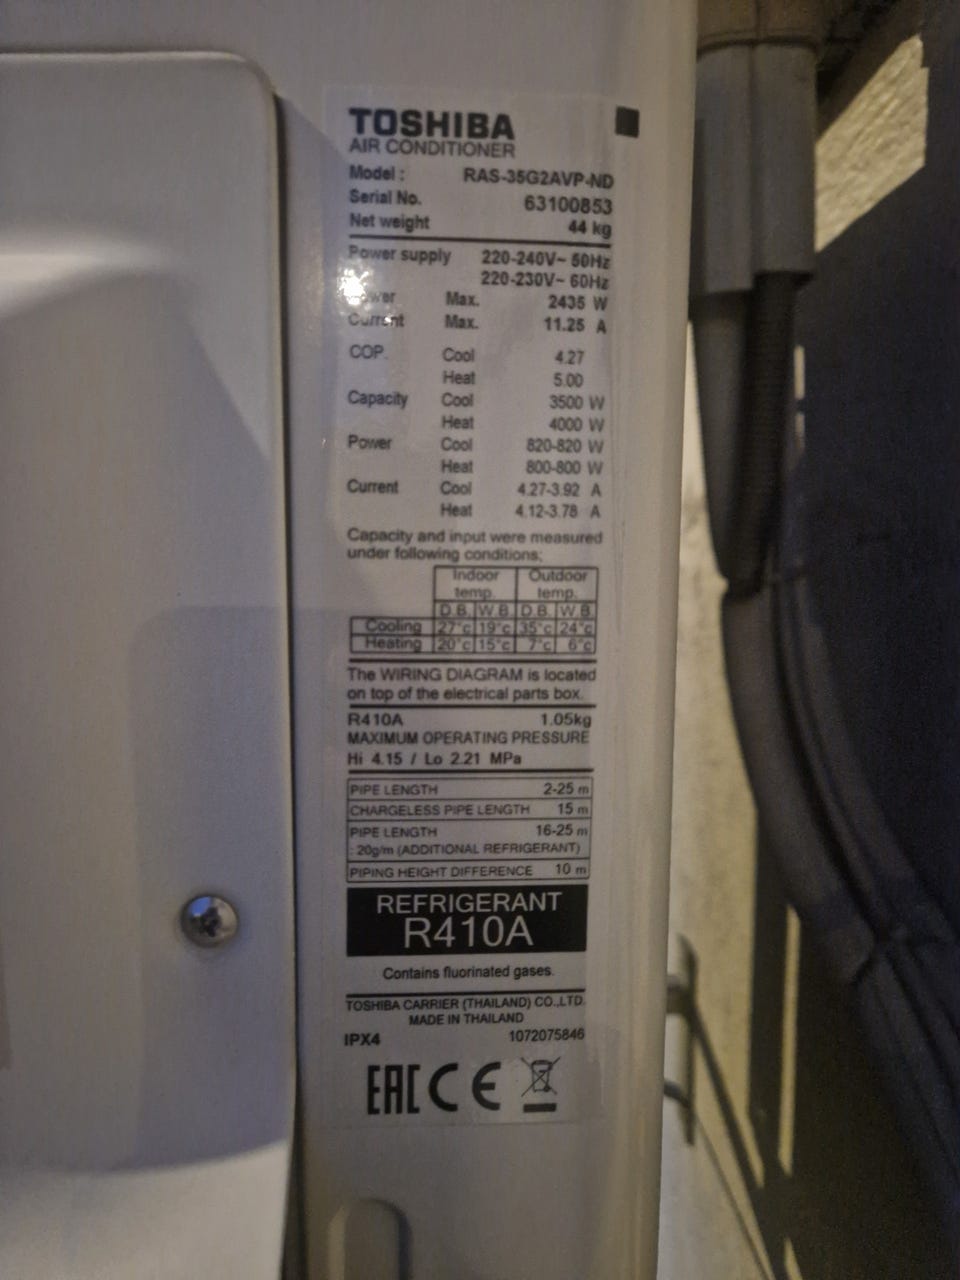 TOSHIBA
AIR CONDITIONER
Model : RAS-35G2AVP-ND
Serial No. 63100853
Net weight 44 kg
Power supply 220-240V~ 50Hz
220-230V~ 60Hz
Power Max. 2435 W
Current Max. 11.25 A
COP. Cool 4.27
Heat 5.00
Capacity Cool 3500 W
Heat 4000 W
Power Cool 820-820 W
Heat 800-800 W
Current Cool 4.27-3.92 A
Heat 4.12-3.78 A
Capacity and input were measured
under following conditions;
Indoor Outdoor
temp. temp.
D.B. W.B. D.B. W.B.
Cooling 27°c 19°c 35°c 24°c
Heating 20°c 15°c 7°c 6°c
The WIRING DIAGRAM is located
on top of the electrical parts box.
R410A 1.05kg
MAXIMUM OPERATING PRESSURE
Hi 4.15 / Lo 2.21 MPa
PIPE LENGTH 2-25 m
CHARGELESS PIPE LENGTH 15 m
PIPE LENGTH 16-25 m
: 20g/m (ADDITIONAL REFRIGERANT)
PIPING HEIGHT DIFFERENCE 10 m
REFRIGERANT
R410A
Contains fluorinated gases.
TOSHIBA CARRIER (THAILAND) CO.,LTD.
MADE IN THAILAND
IPX4 1072075846
EAC CE